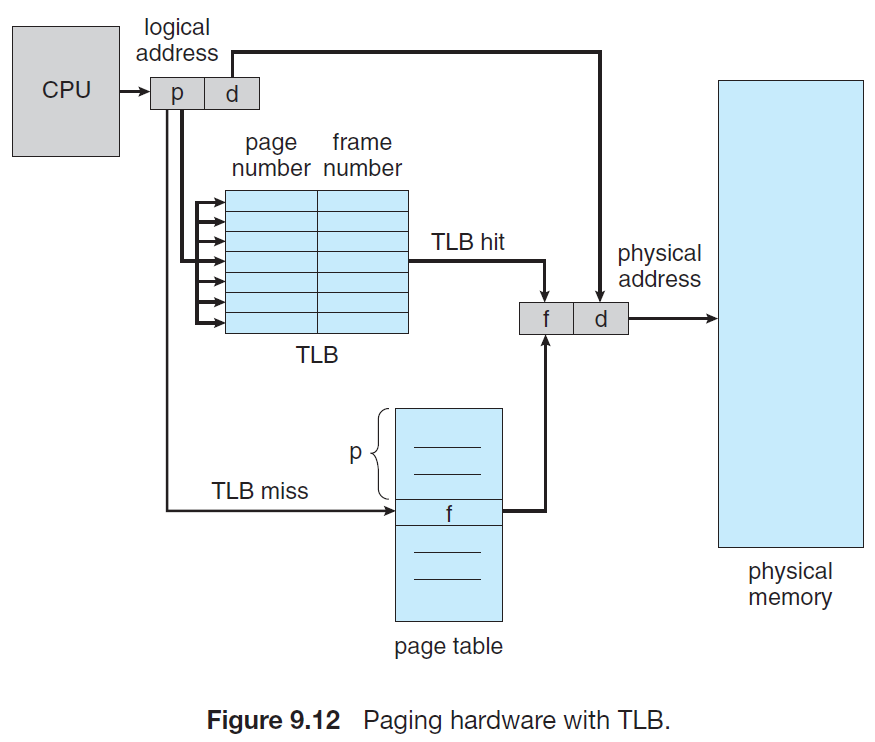 logical
address
CPU
p
d
page
number
frame
number
TLB hit
TLB
physical
address
f
d
p
TLB miss
f
page table
physical
memory
Figure 9.12 Paging hardware with TLB.